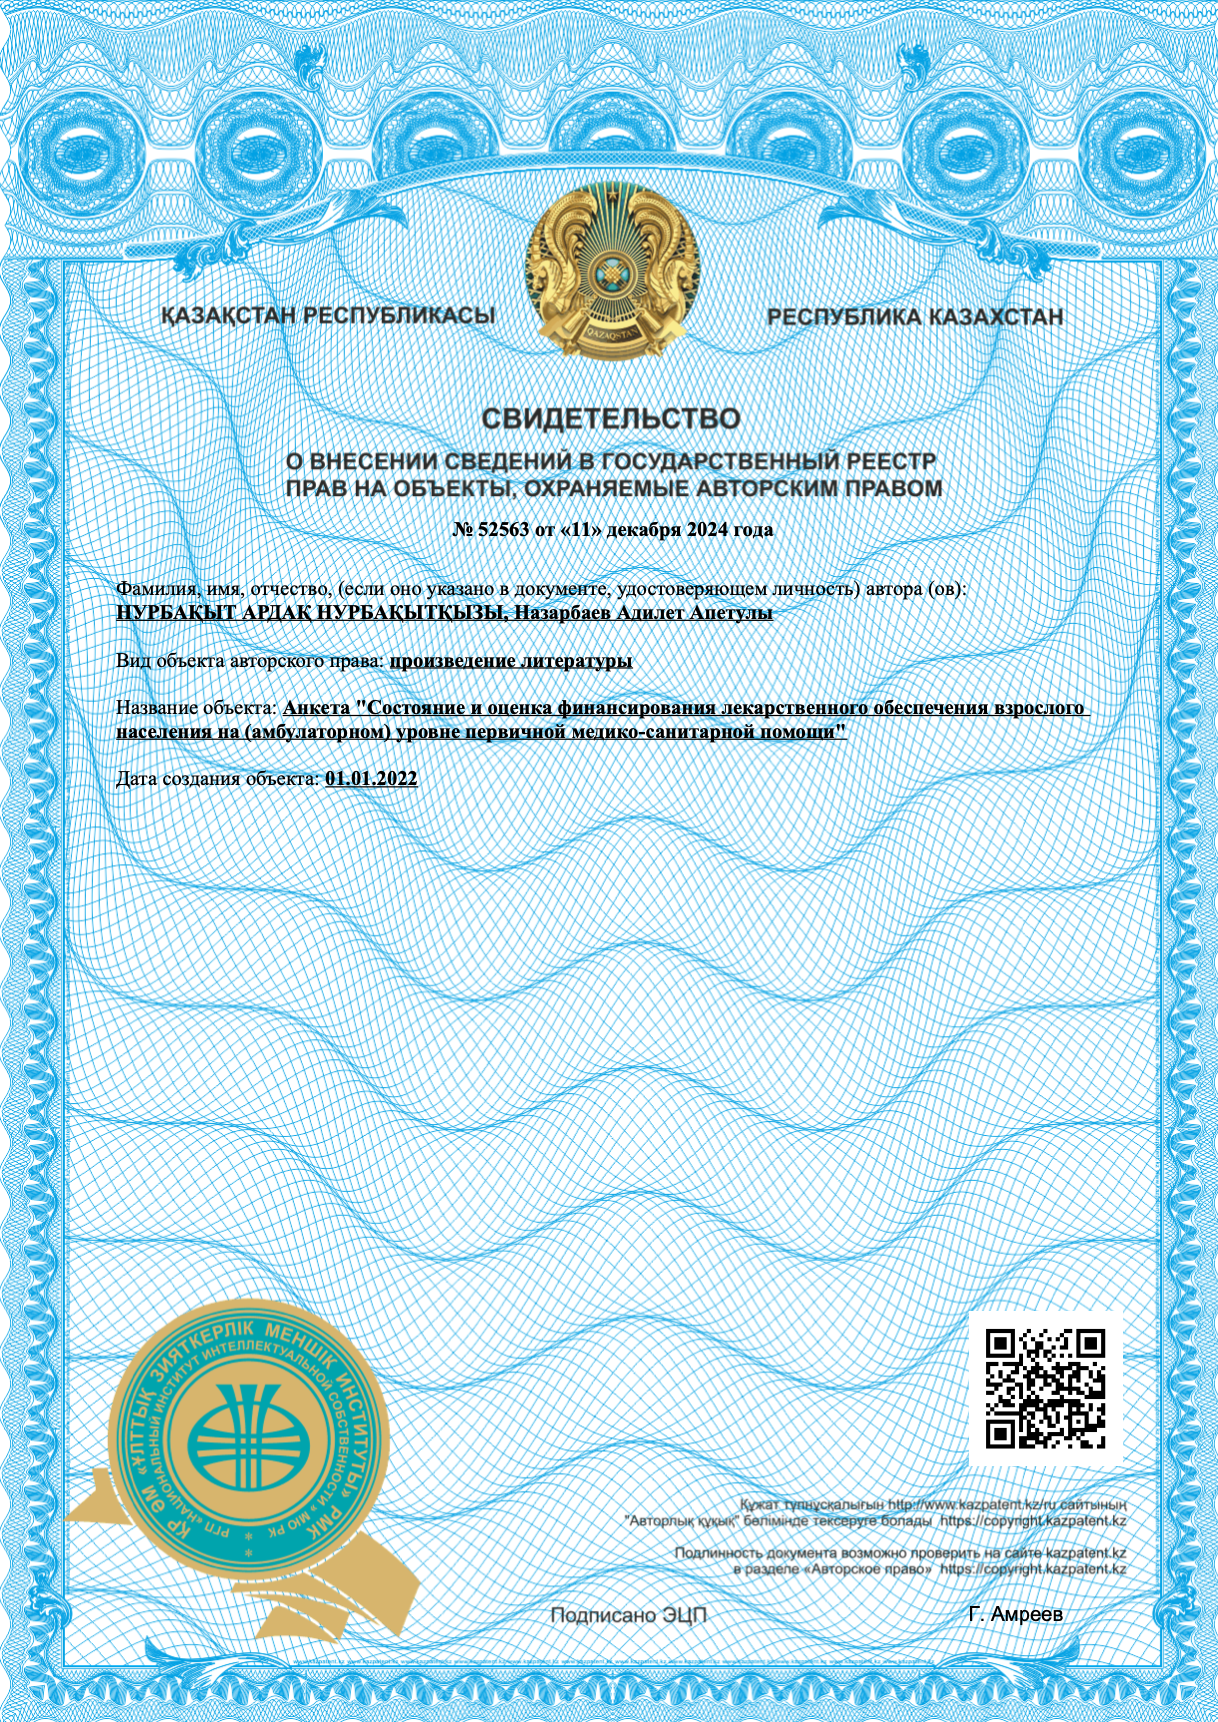 ҚАЗАҚСТАН РЕСПУБЛИКАСЫ
РЕСПУБЛИКА КАЗАХСТАН
QAZAQSTAN
СВИДЕТЕЛЬСТВО
О ВНЕСЕНИИ СВЕДЕНИЙ В ГОСУДАРСТВЕННЫЙ РЕЕСТР
ПРАВ НА ОБЪЕКТЫ, ОХРАНЯЕМЫЕ АВТОРСКИМ ПРАВОМ
№ 52563 от «11» декабря 2024 года
Фамилия, имя, отчество, (если оно указано в документе, удостоверяющем личность) автора (ов):
НУРБАҚЫТ АРДАҚ НУРБАҚЫТҚЫЗЫ, Назарбаев Адилет Апетулы
Вид объекта авторского права: произведение литературы
Название объекта: Анкета "Состояние и оценка финансирования лекарственного обеспечения взрослого
населения на (амбулаторном) уровне первичной медико-санитарной помощи"
Дата создания объекта: 01.01.2022
ҚР ӘМ «ҰЛТТЫҚ ЗИЯТКЕРЛІК МЕНШІК ИНСТИТУТЫ» РМК
РГП «НАЦИОНАЛЬНЫЙ ИНСТИТУТ ИНТЕЛЛЕКТУАЛЬНОЙ СОБСТВЕННОСТИ» МЮ РК
Құжат түпнұсқалығын http://www.kazpatent.kz/ru сайтының
"Авторлық құқық" бөлімінде тексеруге болады https://copyright.kazpatent.kz
Подлинность документа возможно проверить на сайте kazpatent.kz
в разделе «Авторское право» https://copyright.kazpatent.kz
Подписано ЭЦП
Г. Амреев